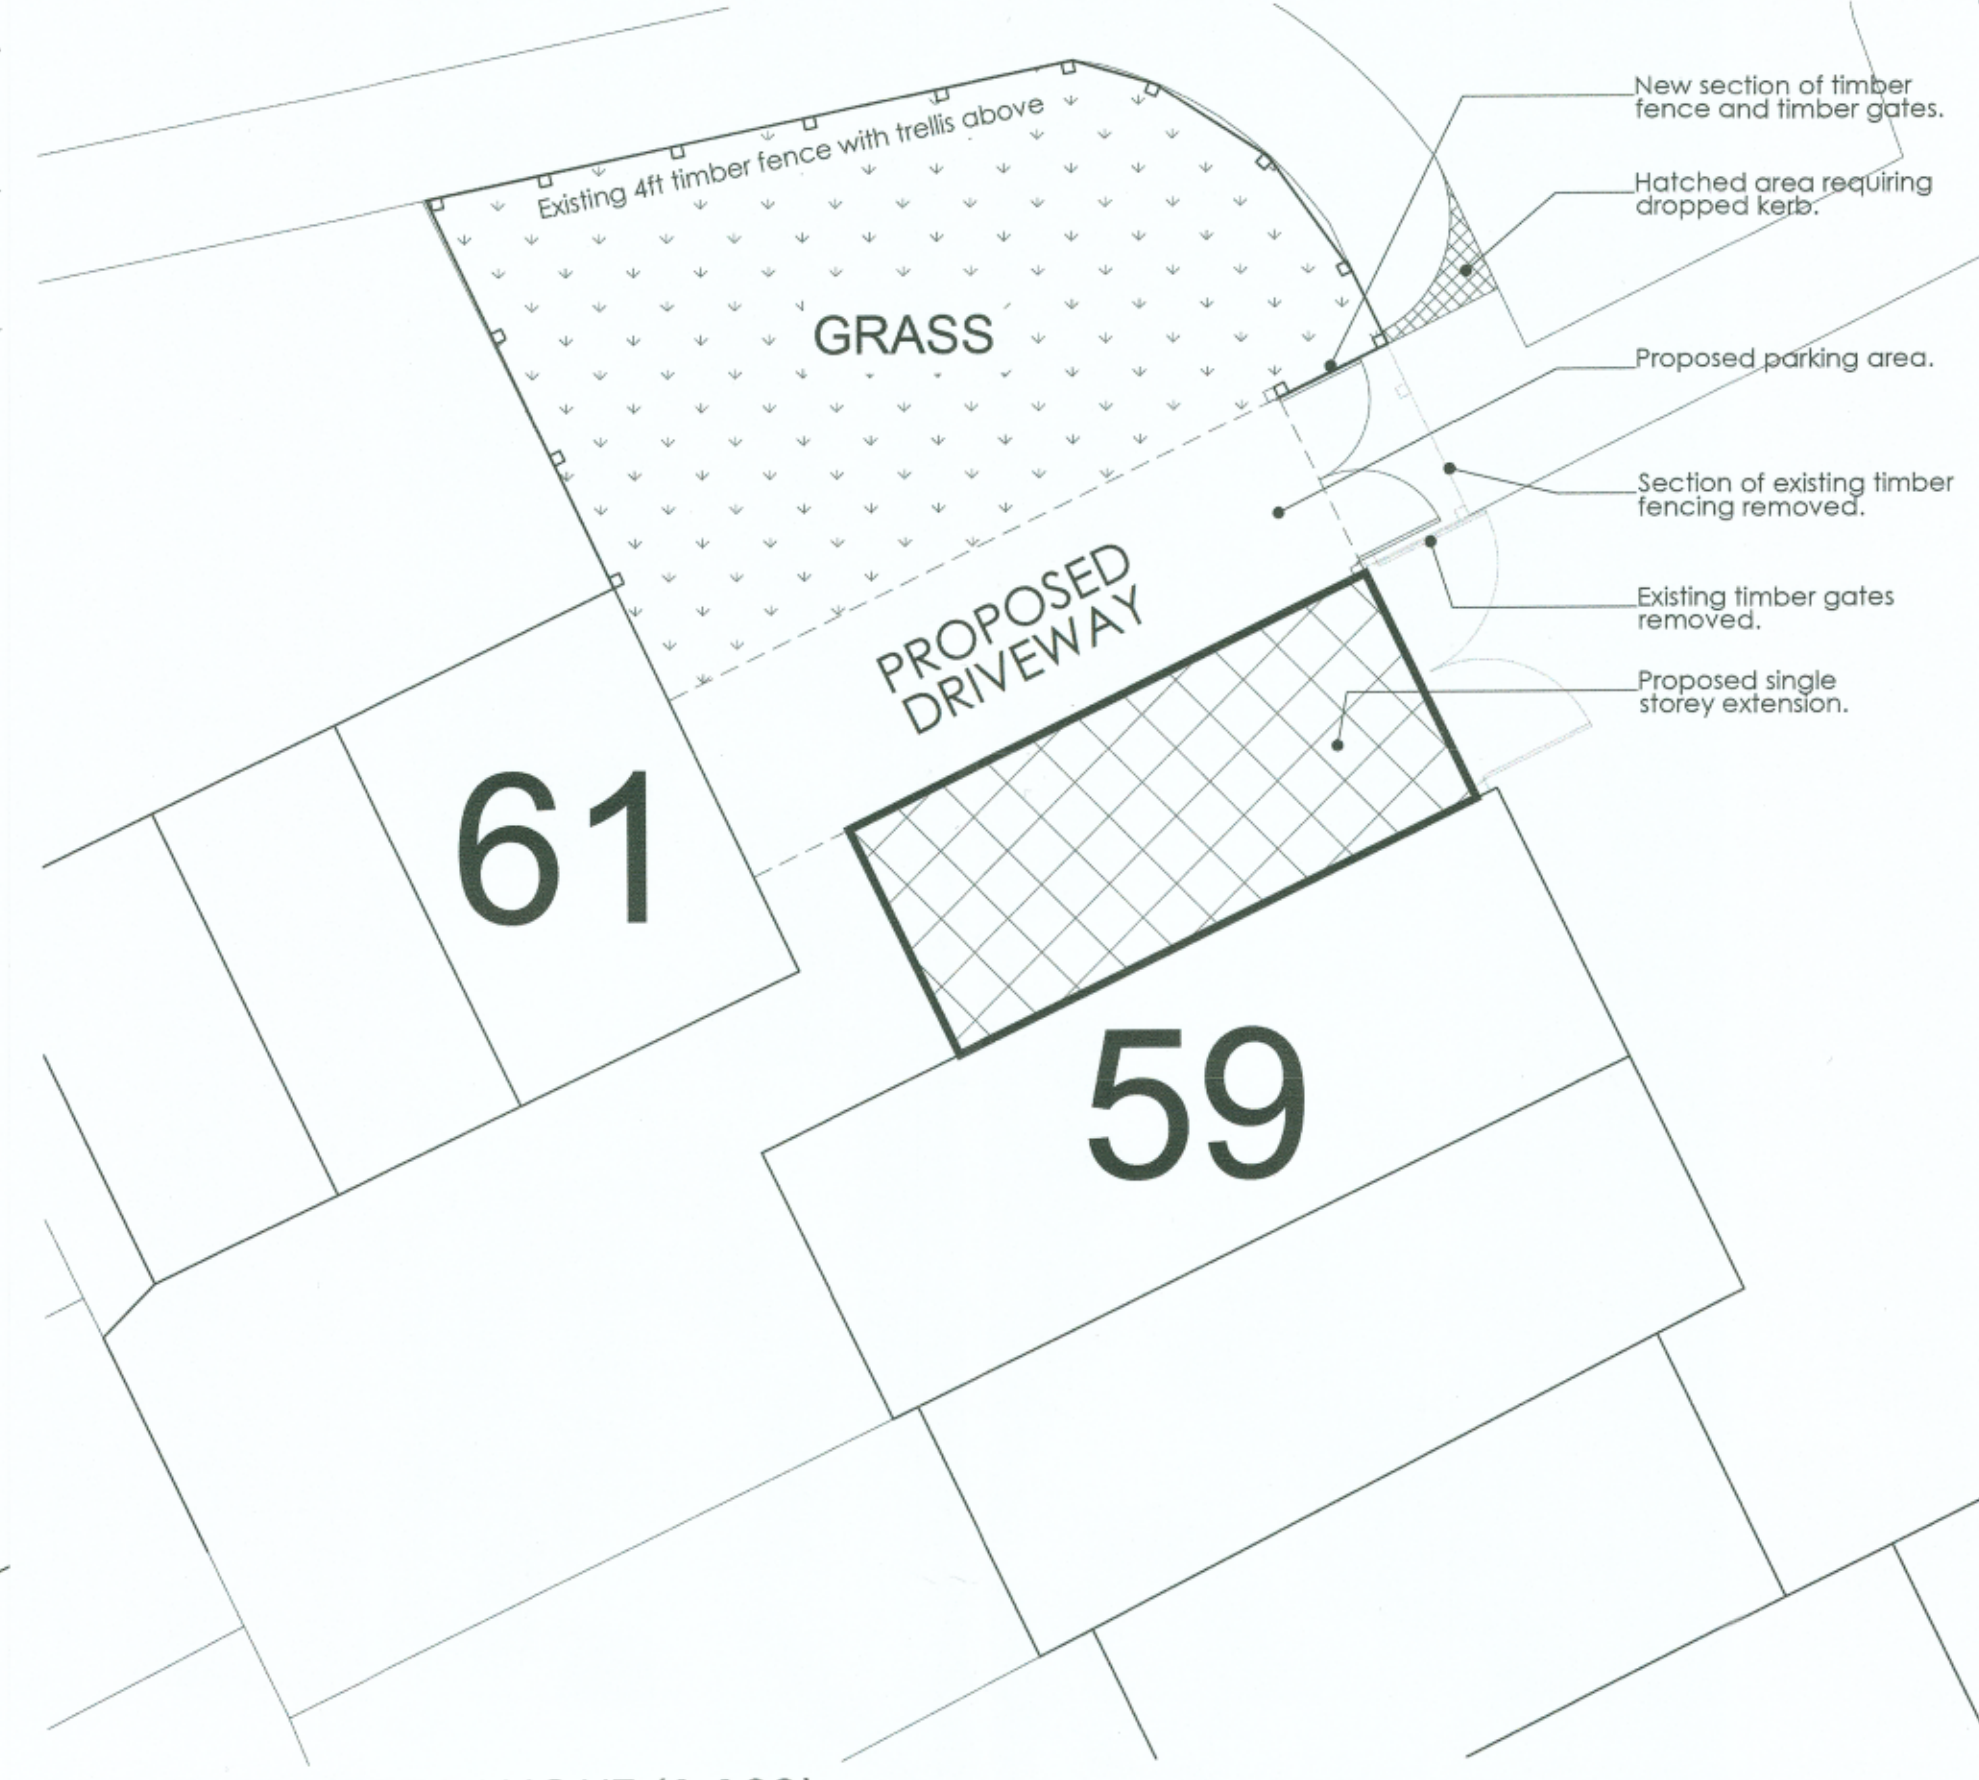 New section of timber
fence and timber gates.
Existing 4ft timber fence with trellis above
Hatched area requiring
dropped kerb.
GRASS
Proposed parking area.
Section of existing timber
fencing removed.
PROPOSED
DRIVEWAY
Existing timber gates
removed.
Proposed single
storey extension.
61
59